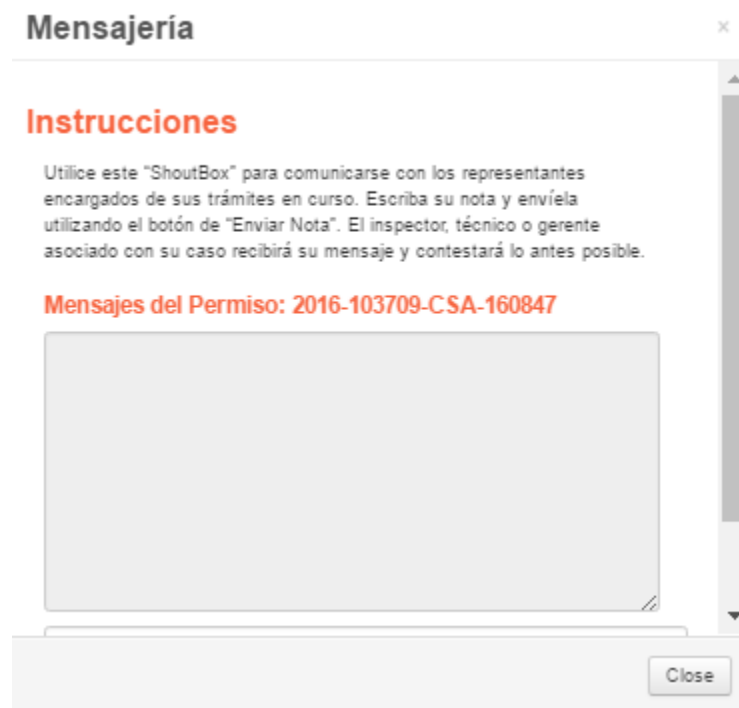 Mensajería
×
Instrucciones
Utilice este "ShoutBox" para comunicarse con los representantes
encargados de sus trámites en curso. Escriba su nota y envíela
utilizando el botón de "Enviar Nota". El inspector, técnico o gerente
asociado con su caso recibirá su mensaje y contestará lo antes posible.
Mensajes del Permiso: 2016-103709-CSA-160847
Close